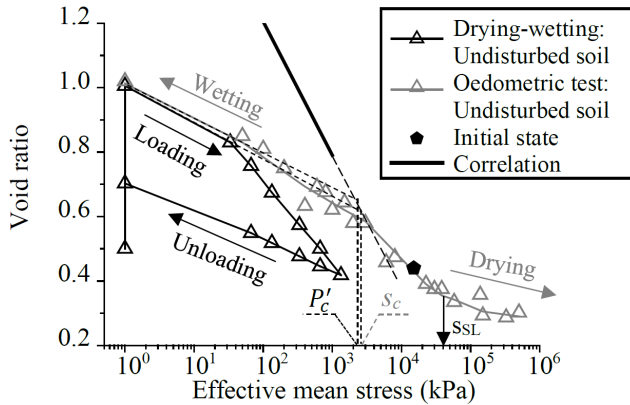 Drying-wetting:
Undisturbed soil
Oedometric test:
Undisturbed soil
Initial state
Correlation
Wetting
Loading
Unloading
Drying
P′c
sc
sSL
Void ratio
1.2
1.0
0.8
0.6
0.4
0.2
10⁰ 10¹ 10² 10³ 10⁴ 10⁵ 10⁶
Effective mean stress (kPa)